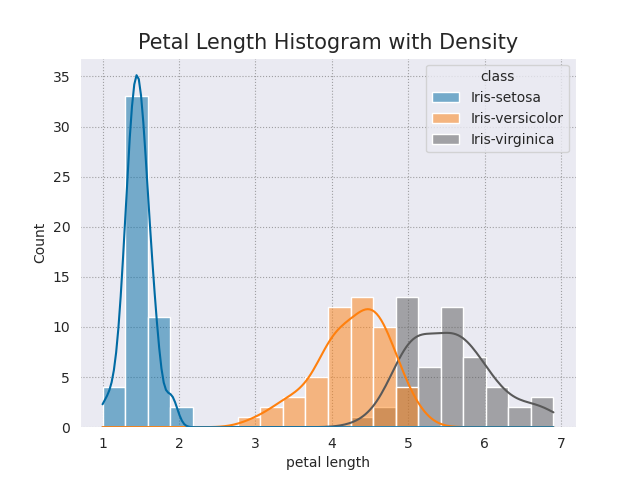 Petal Length Histogram with Density
class
Iris-setosa
Iris-versicolor
Iris-virginica
Count
35
30
25
20
15
10
5
0
1 2 3 4 5 6 7
petal length